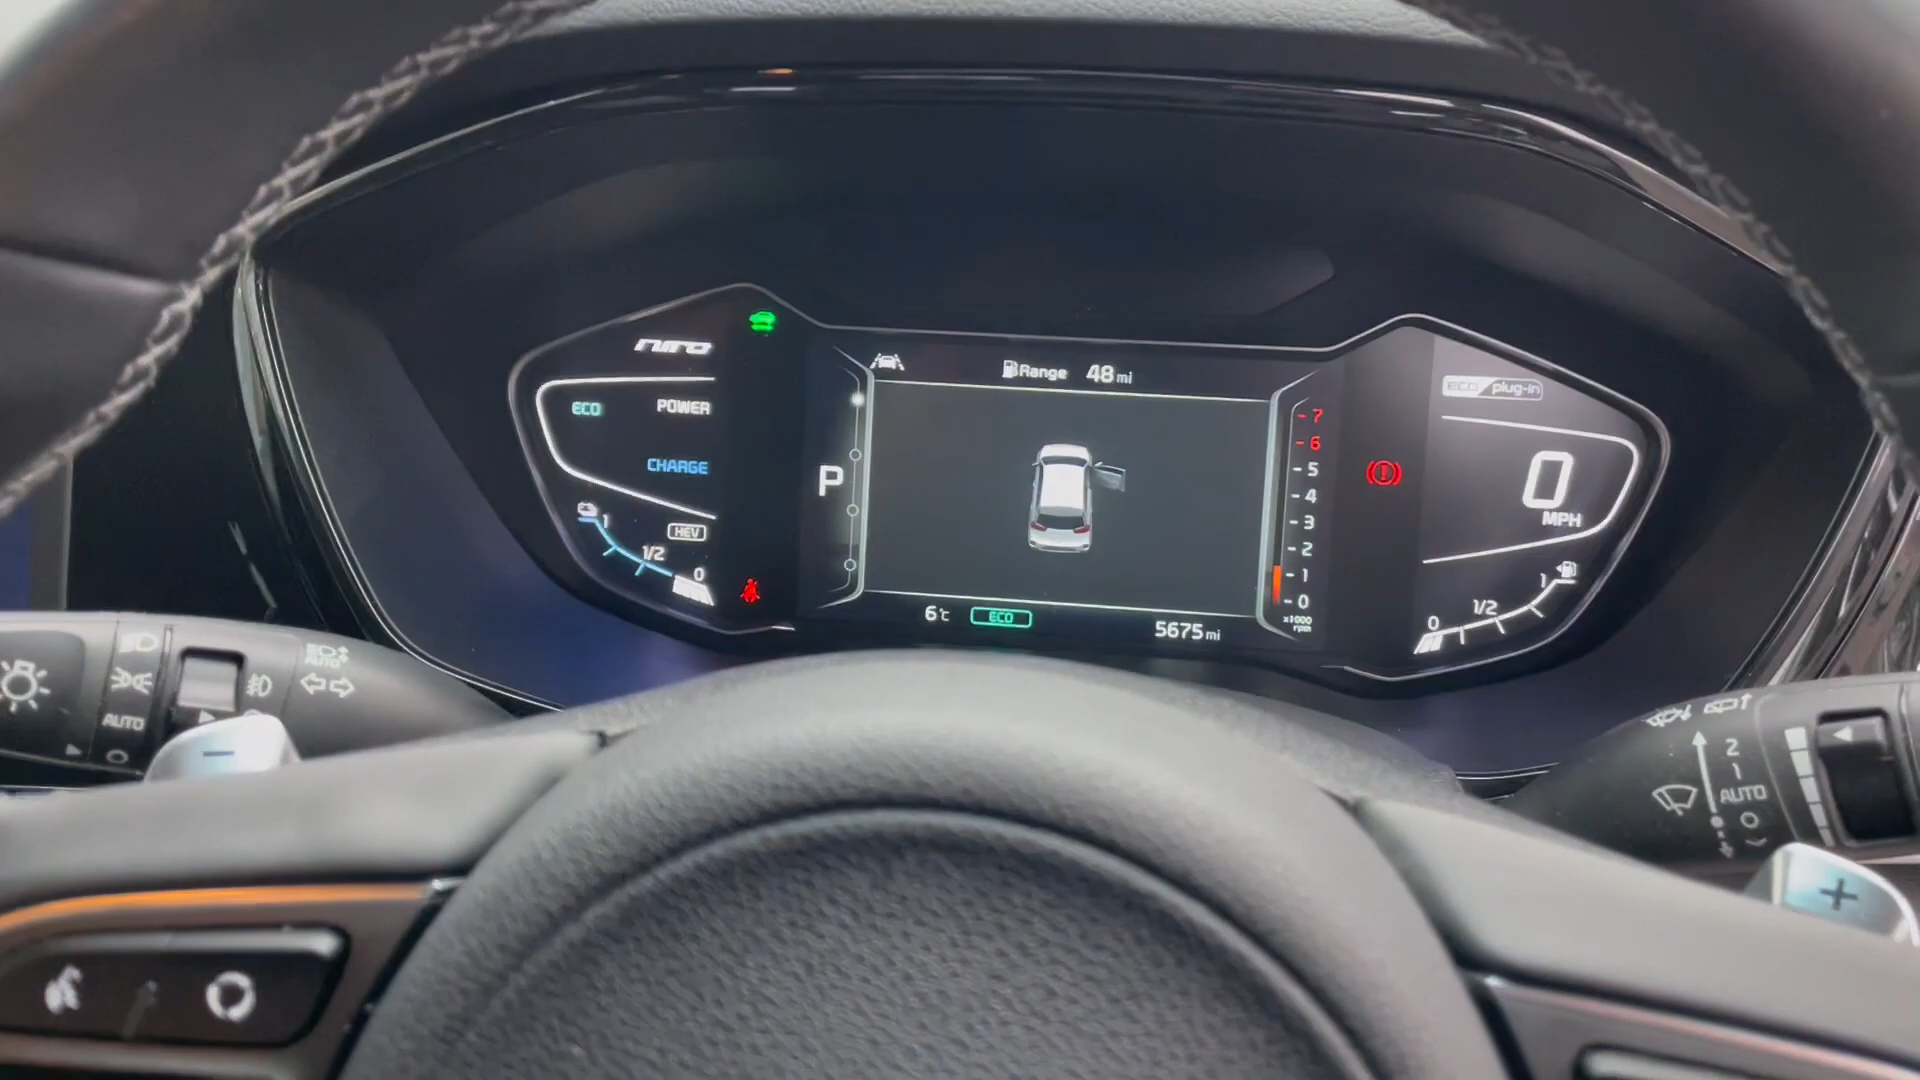 niro
ECO POWER
CHARGE
HEV
1
1/2
0
P
Range 48 mi
6°C ECO 5675 mi
7
6
5
4
3
2
1
0
x1000
rpm
ECO plug-in
0
MPH
1
1/2
0
AUTO
AUTO
−
2
1
AUTO
+